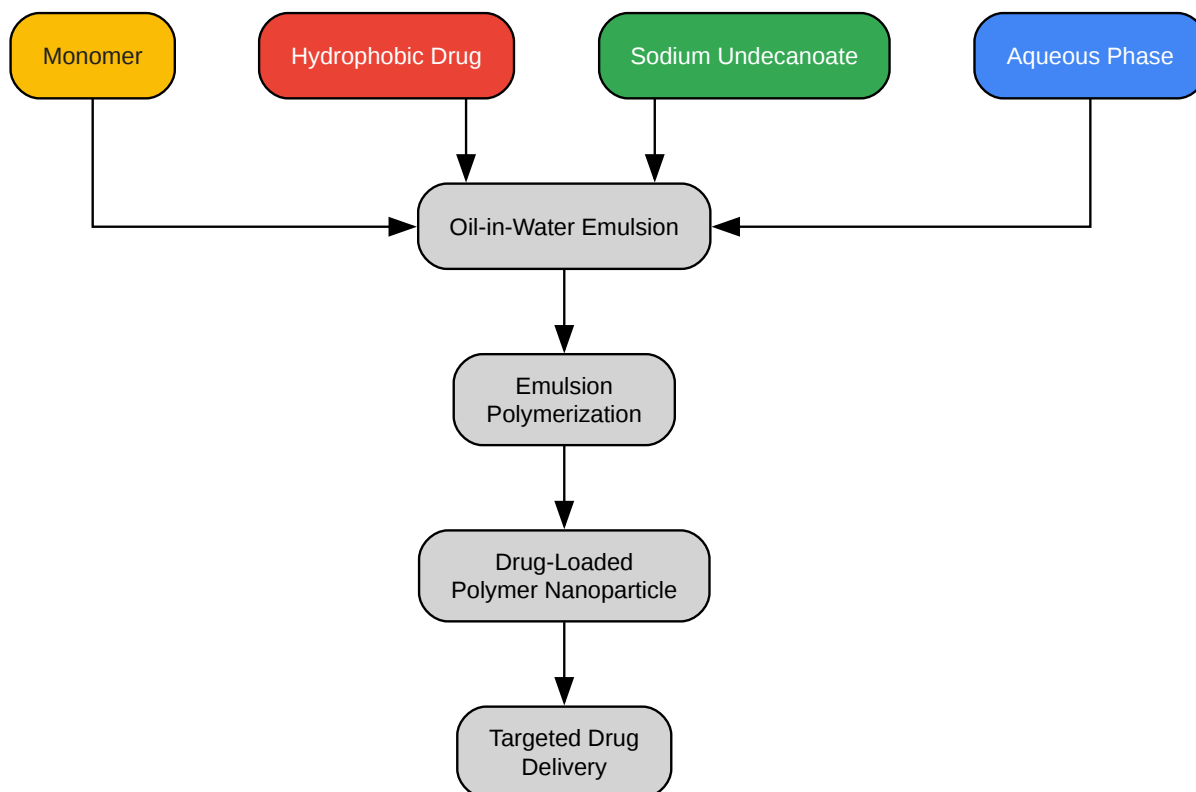 Monomer
Hydrophobic Drug
Sodium Undecanoate
Aqueous Phase
Oil-in-Water Emulsion
Emulsion
Polymerization
Drug-Loaded
Polymer Nanoparticle
Targeted Drug
Delivery